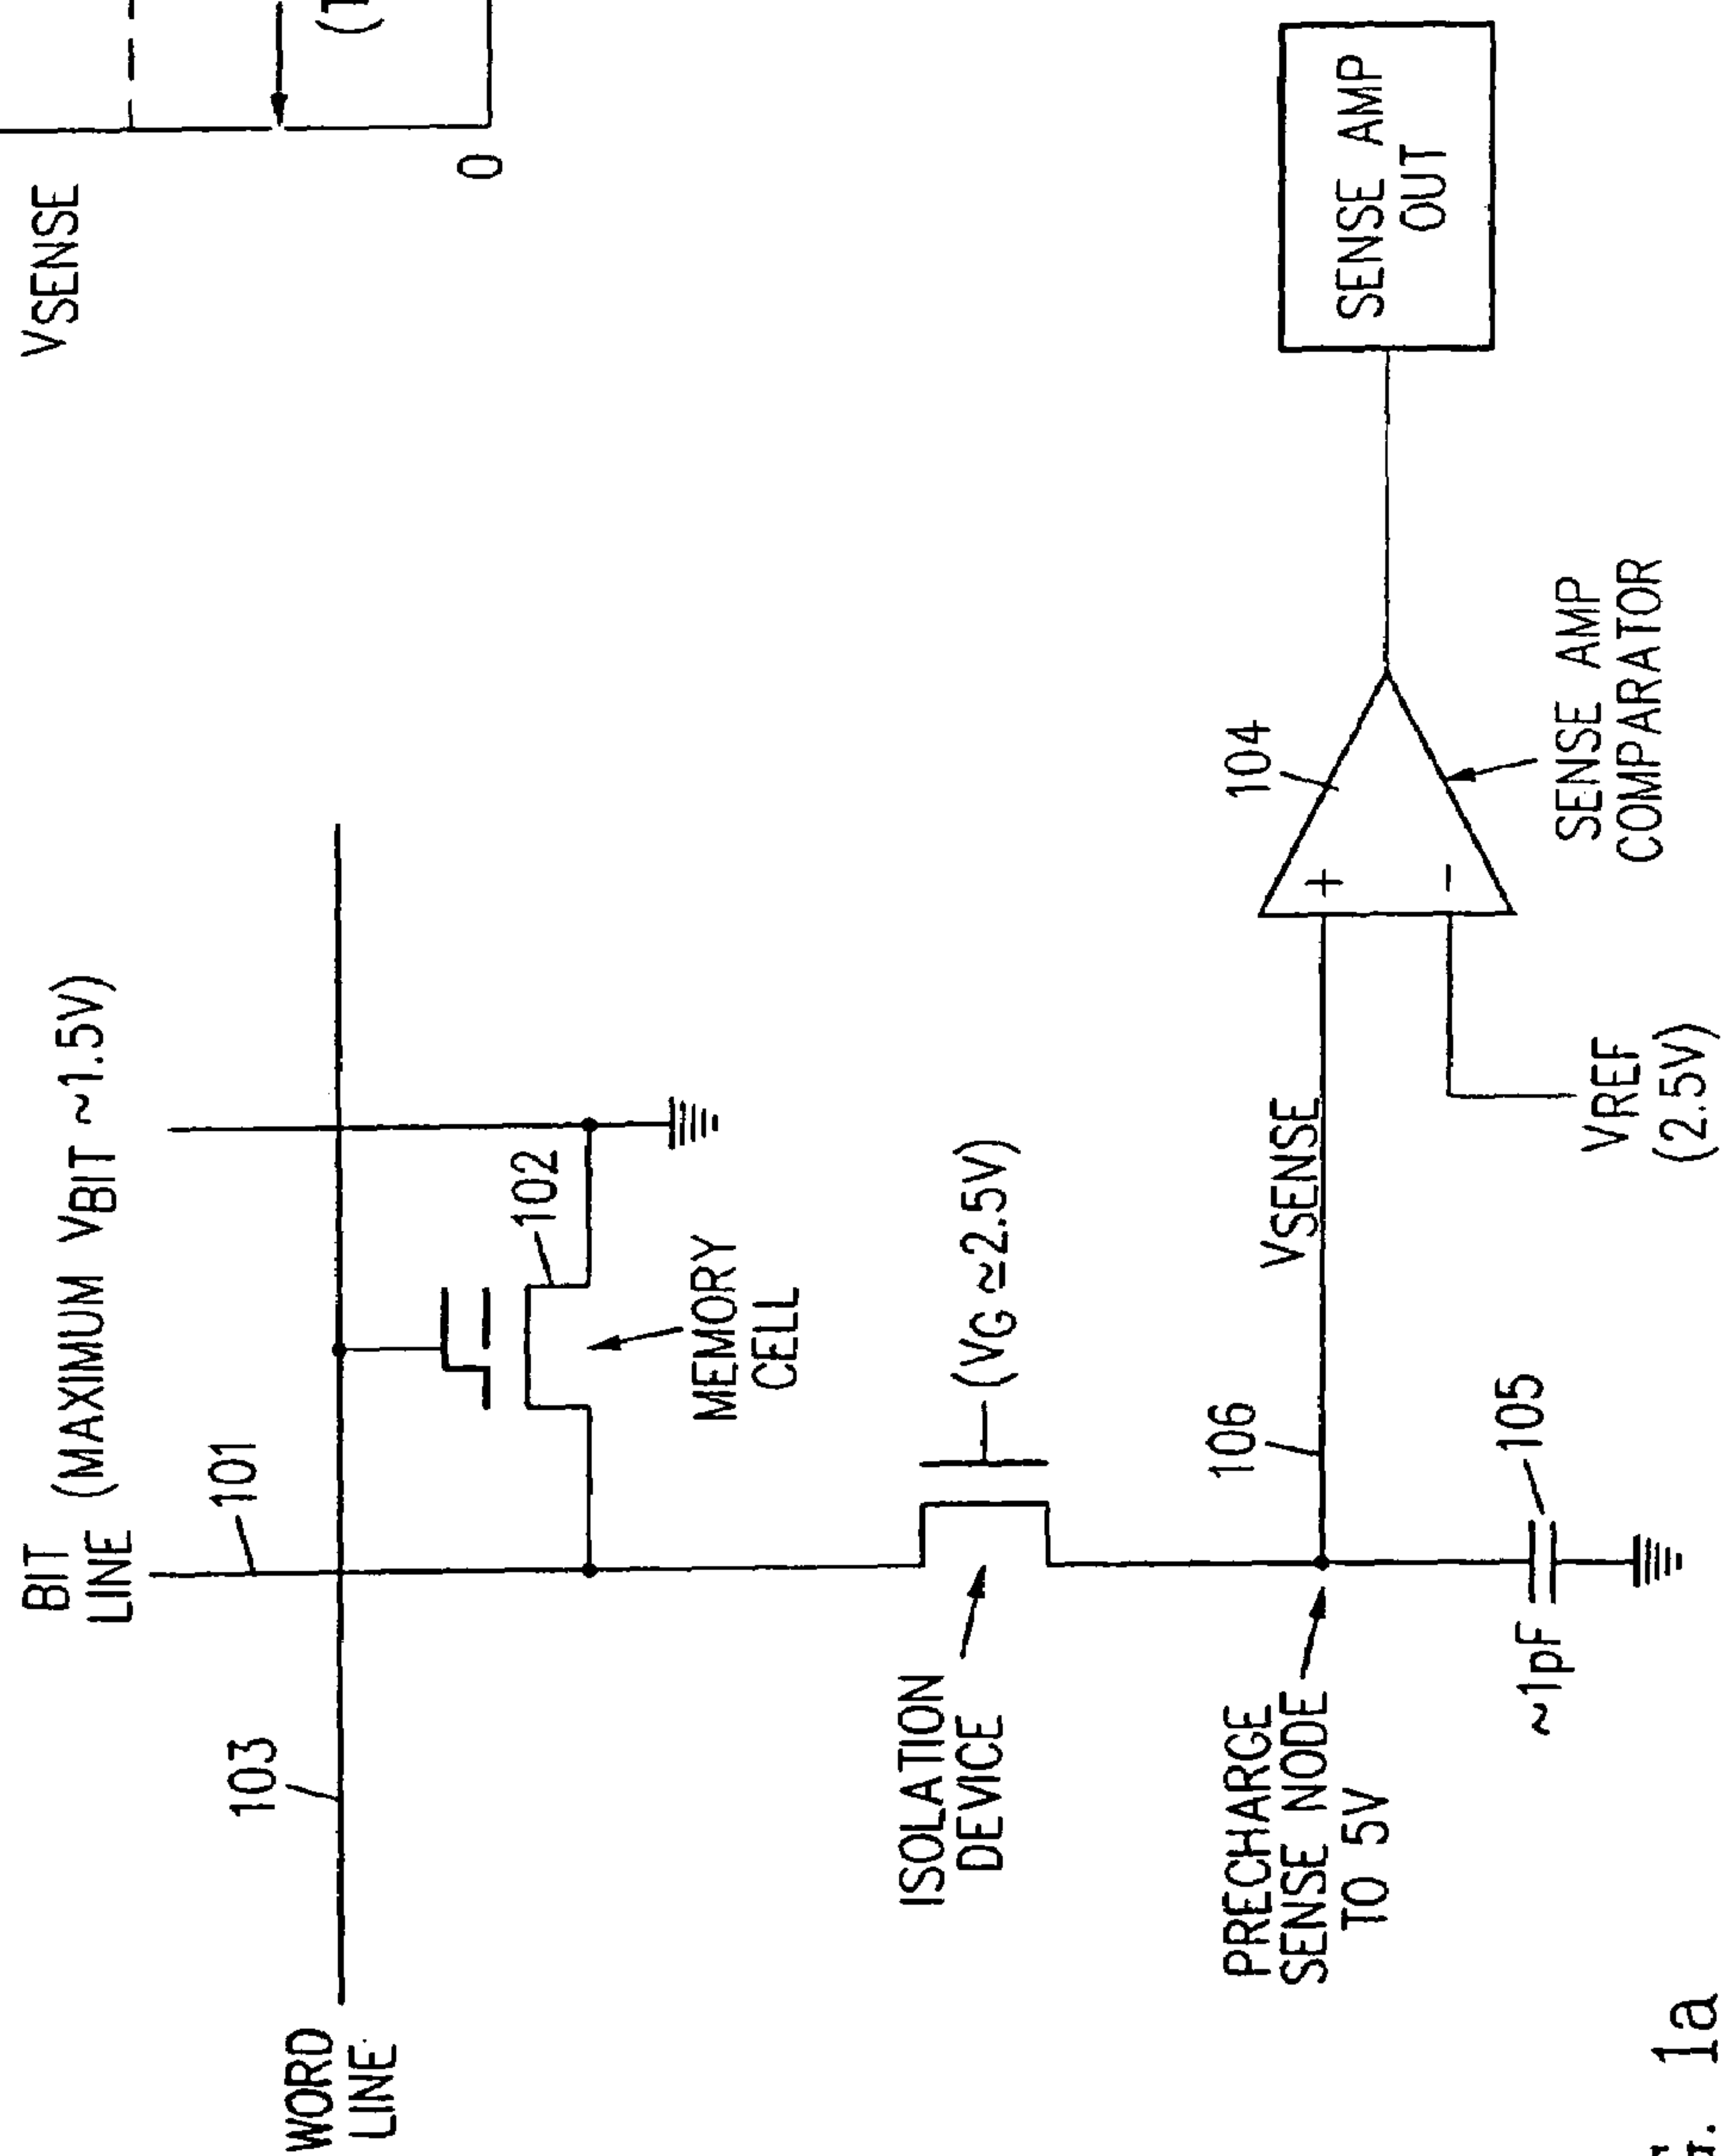 BIT
LINE
(MAXIMUM VBIT ~1.5V)
VSENSE
0
101
103
WORD
LINE
102
MEMORY
CELL
ISOLATION
DEVICE
(VG ≃2.5V)
PRECHARGE
SENSE NODE
TO 5V
106
VSENSE
104
+
−
SENSE AMP
OUT
SENSE AMP
COMPARATOR
VREF
(2.5V)
~1pF
105
1a